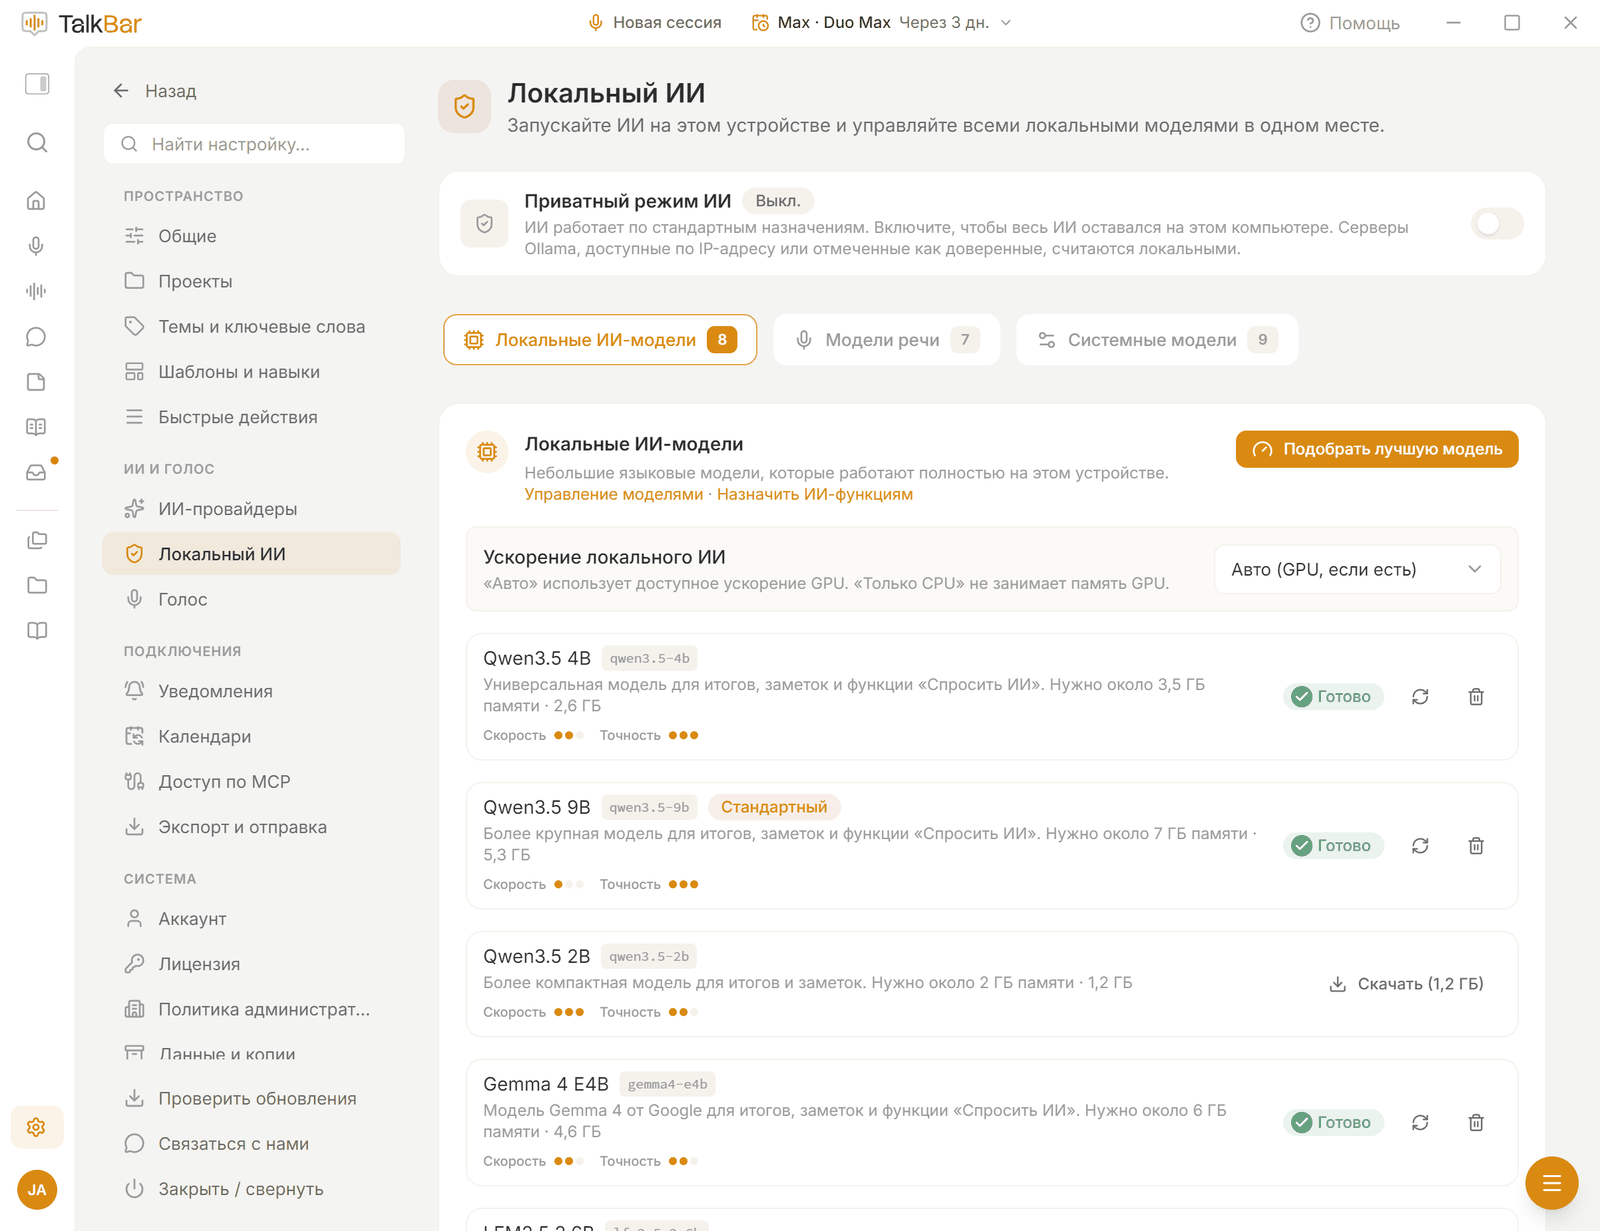 TalkBar
Новая сессия
Max · Duo Max Через 3 дн.
Помощь
Назад
Найти настройку...
ПРОСТРАНСТВО
Общие
Проекты
Темы и ключевые слова
Шаблоны и навыки
Быстрые действия
ИИ И ГОЛОС
ИИ-провайдеры
Локальный ИИ
Голос
ПОДКЛЮЧЕНИЯ
Уведомления
Календари
Доступ по MCP
Экспорт и отправка
СИСТЕМА
Аккаунт
Лицензия
Политика администрат...
Данные и копии
Проверить обновления
Связаться с нами
Закрыть / свернуть
JA
Локальный ИИ
Запускайте ИИ на этом устройстве и управляйте всеми локальными моделями в одном месте.
Приватный режим ИИ Выкл.
ИИ работает по стандартным назначениям. Включите, чтобы весь ИИ оставался на этом компьютере. Серверы
Ollama, доступные по IP-адресу или отмеченные как доверенные, считаются локальными.
Локальные ИИ-модели 8
Модели речи 7
Системные модели 9
Локальные ИИ-модели
Небольшие языковые модели, которые работают полностью на этом устройстве.
Управление моделями · Назначить ИИ-функциям
Подобрать лучшую модель
Ускорение локального ИИ
«Авто» использует доступное ускорение GPU. «Только CPU» не занимает память GPU.
Авто (GPU, если есть)
Qwen3.5 4B qwen3.5-4b
Универсальная модель для итогов, заметок и функции «Спросить ИИ». Нужно около 3,5 ГБ
памяти · 2,6 ГБ
Скорость Точность
Готово
Qwen3.5 9B qwen3.5-9b Стандартный
Более крупная модель для итогов, заметок и функции «Спросить ИИ». Нужно около 7 ГБ памяти ·
5,3 ГБ
Скорость Точность
Готово
Qwen3.5 2B qwen3.5-2b
Более компактная модель для итогов и заметок. Нужно около 2 ГБ памяти · 1,2 ГБ
Скорость Точность
Скачать (1,2 ГБ)
Gemma 4 E4B gemma4-e4b
Модель Gemma 4 от Google для итогов, заметок и функции «Спросить ИИ». Нужно около 6 ГБ
памяти · 4,6 ГБ
Скорость Точность
Готово